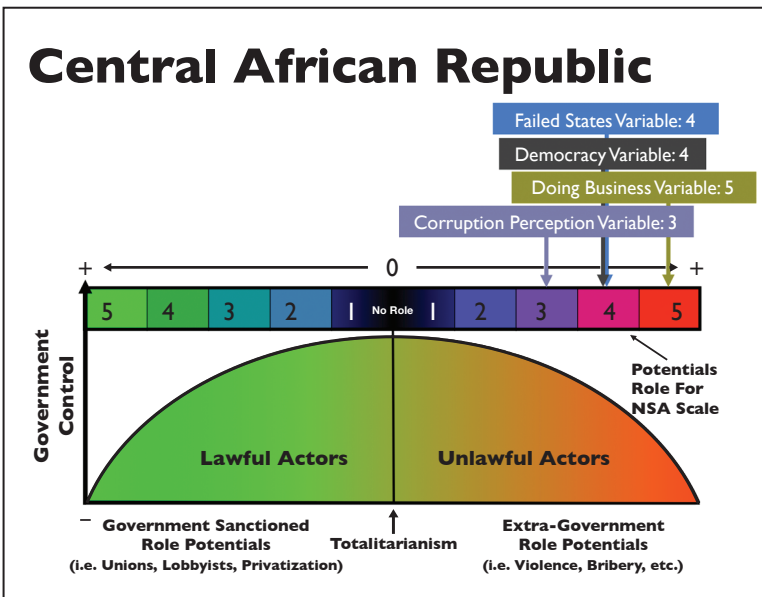 Central African Republic
Failed States Variable: 4
Democracy Variable: 4
Doing Business Variable: 5
Corruption Perception Variable: 3
+ 0 +
5 4 3 2 1 No Role 1 2 3 4 5
Government
Control
Potentials
Role For
NSA Scale
Lawful Actors
Unlawful Actors
–
Government Sanctioned
Role Potentials
(i.e. Unions, Lobbyists, Privatization)
Totalitarianism
Extra-Government
Role Potentials
(i.e. Violence, Bribery, etc.)